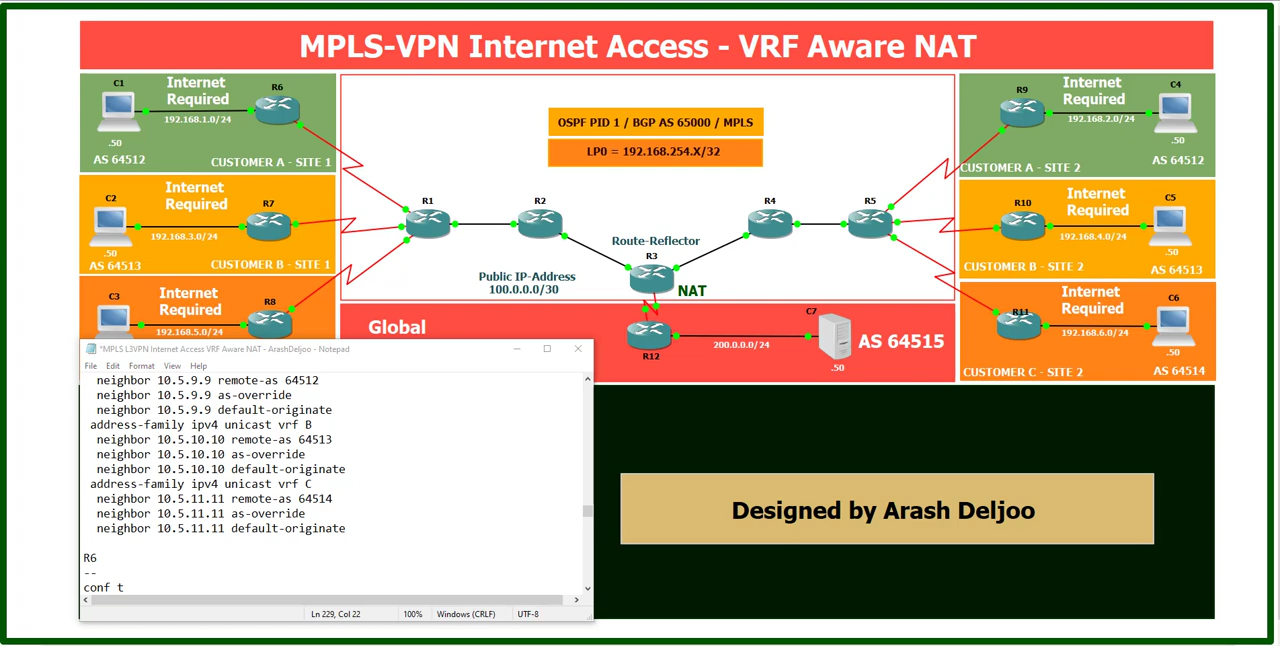 MPLS-VPN Internet Access - VRF Aware NAT
C1
Internet
Required
R6
192.168.1.0/24
.50
AS 64512
CUSTOMER A - SITE 1
C2
Internet
Required
R7
192.168.3.0/24
.50
AS 64513
CUSTOMER B - SITE 1
C3
Internet
Required
R8
192.168.5.0/24
OSPF PID 1 / BGP AS 65000 / MPLS
LP0 = 192.168.254.X/32
R1
R2
R4
R5
Route-Reflector
R3
Public IP-Address
100.0.0.0/30
NAT
Global
R12
200.0.0.0/24
C7
.50
AS 64515
R9
Internet
Required
C4
192.168.2.0/24
.50
AS 64512
CUSTOMER A - SITE 2
R10
Internet
Required
C5
192.168.4.0/24
.50
AS 64513
CUSTOMER B - SITE 2
R11
Internet
Required
C6
192.168.6.0/24
.50
AS 64514
CUSTOMER C - SITE 2
*MPLS L3VPN Internet Access VRF Aware NAT - ArashDeljoo - Notepad
File Edit Format View Help
neighbor 10.5.9.9 remote-as 64512
neighbor 10.5.9.9 as-override
neighbor 10.5.9.9 default-originate
address-family ipv4 unicast vrf B
neighbor 10.5.10.10 remote-as 64513
neighbor 10.5.10.10 as-override
neighbor 10.5.10.10 default-originate
address-family ipv4 unicast vrf C
neighbor 10.5.11.11 remote-as 64514
neighbor 10.5.11.11 as-override
neighbor 10.5.11.11 default-originate
R6
--
conf t
Ln 229, Col 22 100% Windows (CRLF) UTF-8
Designed by Arash Deljoo